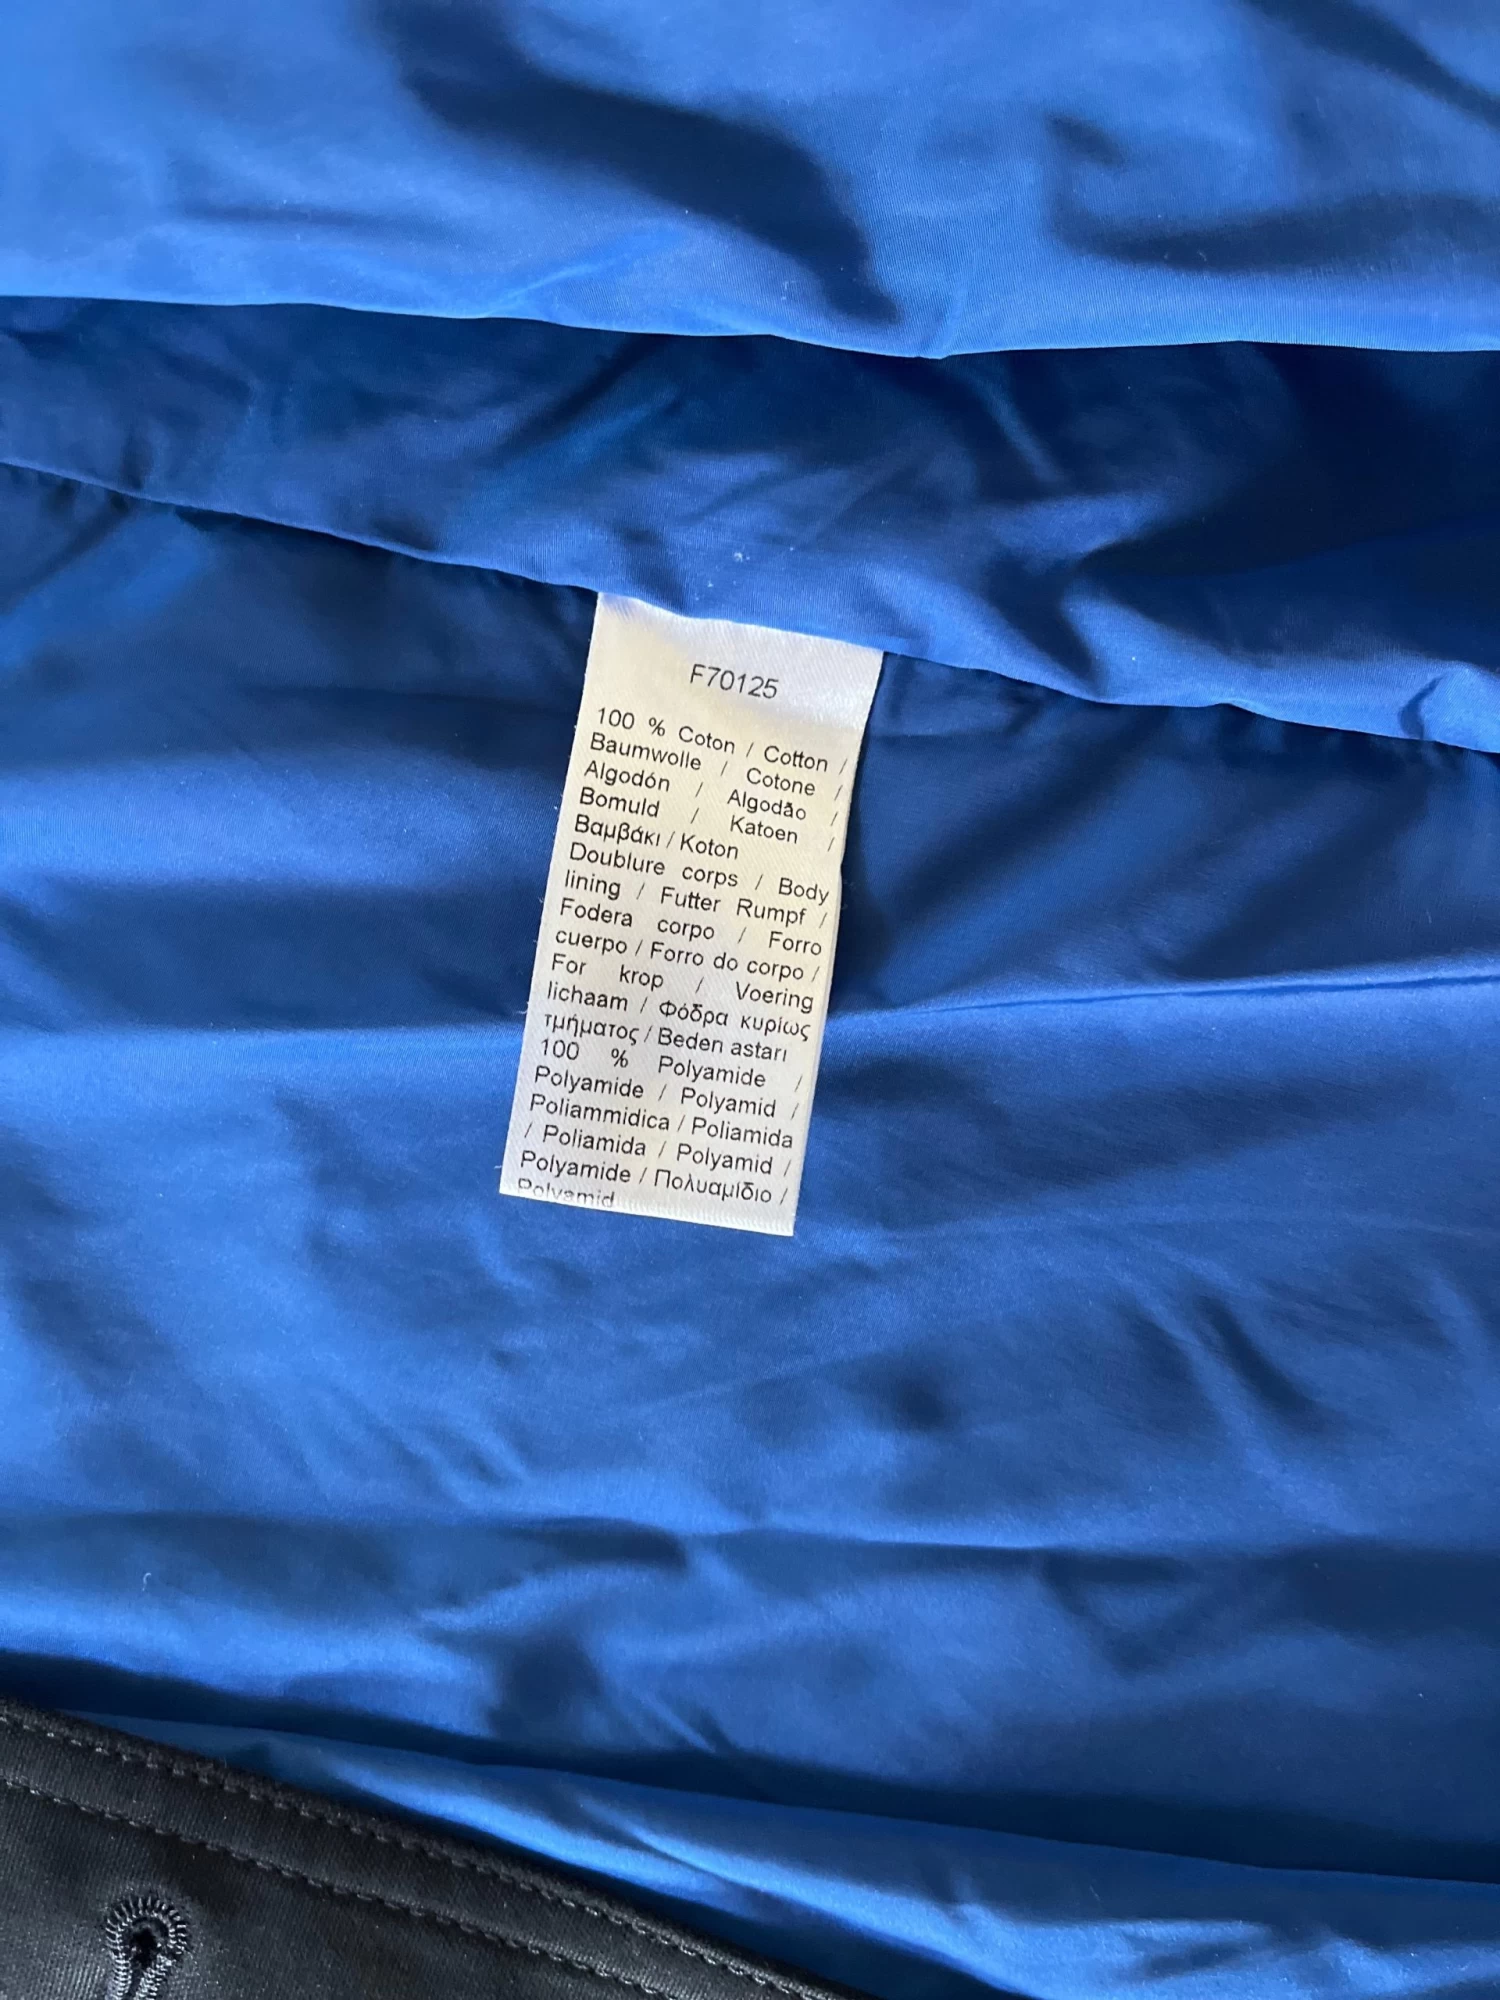 F70125
100 % Coton / Cotton /
Baumwolle / Cotone /
Algodón / Algodão /
Bomuld / Katoen /
Βαμβάκι / Koton
Doublure corps / Body
lining / Futter Rumpf /
Fodera corpo / Forro
cuerpo / Forro do corpo /
For krop / Voering
lichaam / Φόδρα κυρίως
τμήματος / Beden astarı
100 % Polyamide /
Polyamide / Polyamid /
Poliammidica / Poliamida
/ Poliamida / Polyamid /
Polyamide / Πολυαμίδιο /
Polyamid